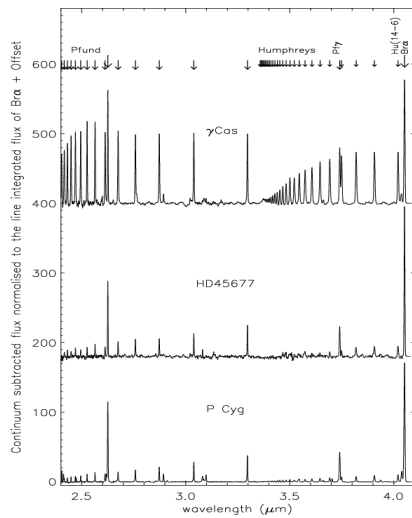 Pfund
Humphreys
Pfγ
Hu(14-6)
Brα
600
500
400
300
200
100
0
γCas
HD45677
P Cyg
2.5
3.0
3.5
4.0
wavelength (μm)
Continuum subtracted flux normalised to the line integrated flux of Brα + Offset